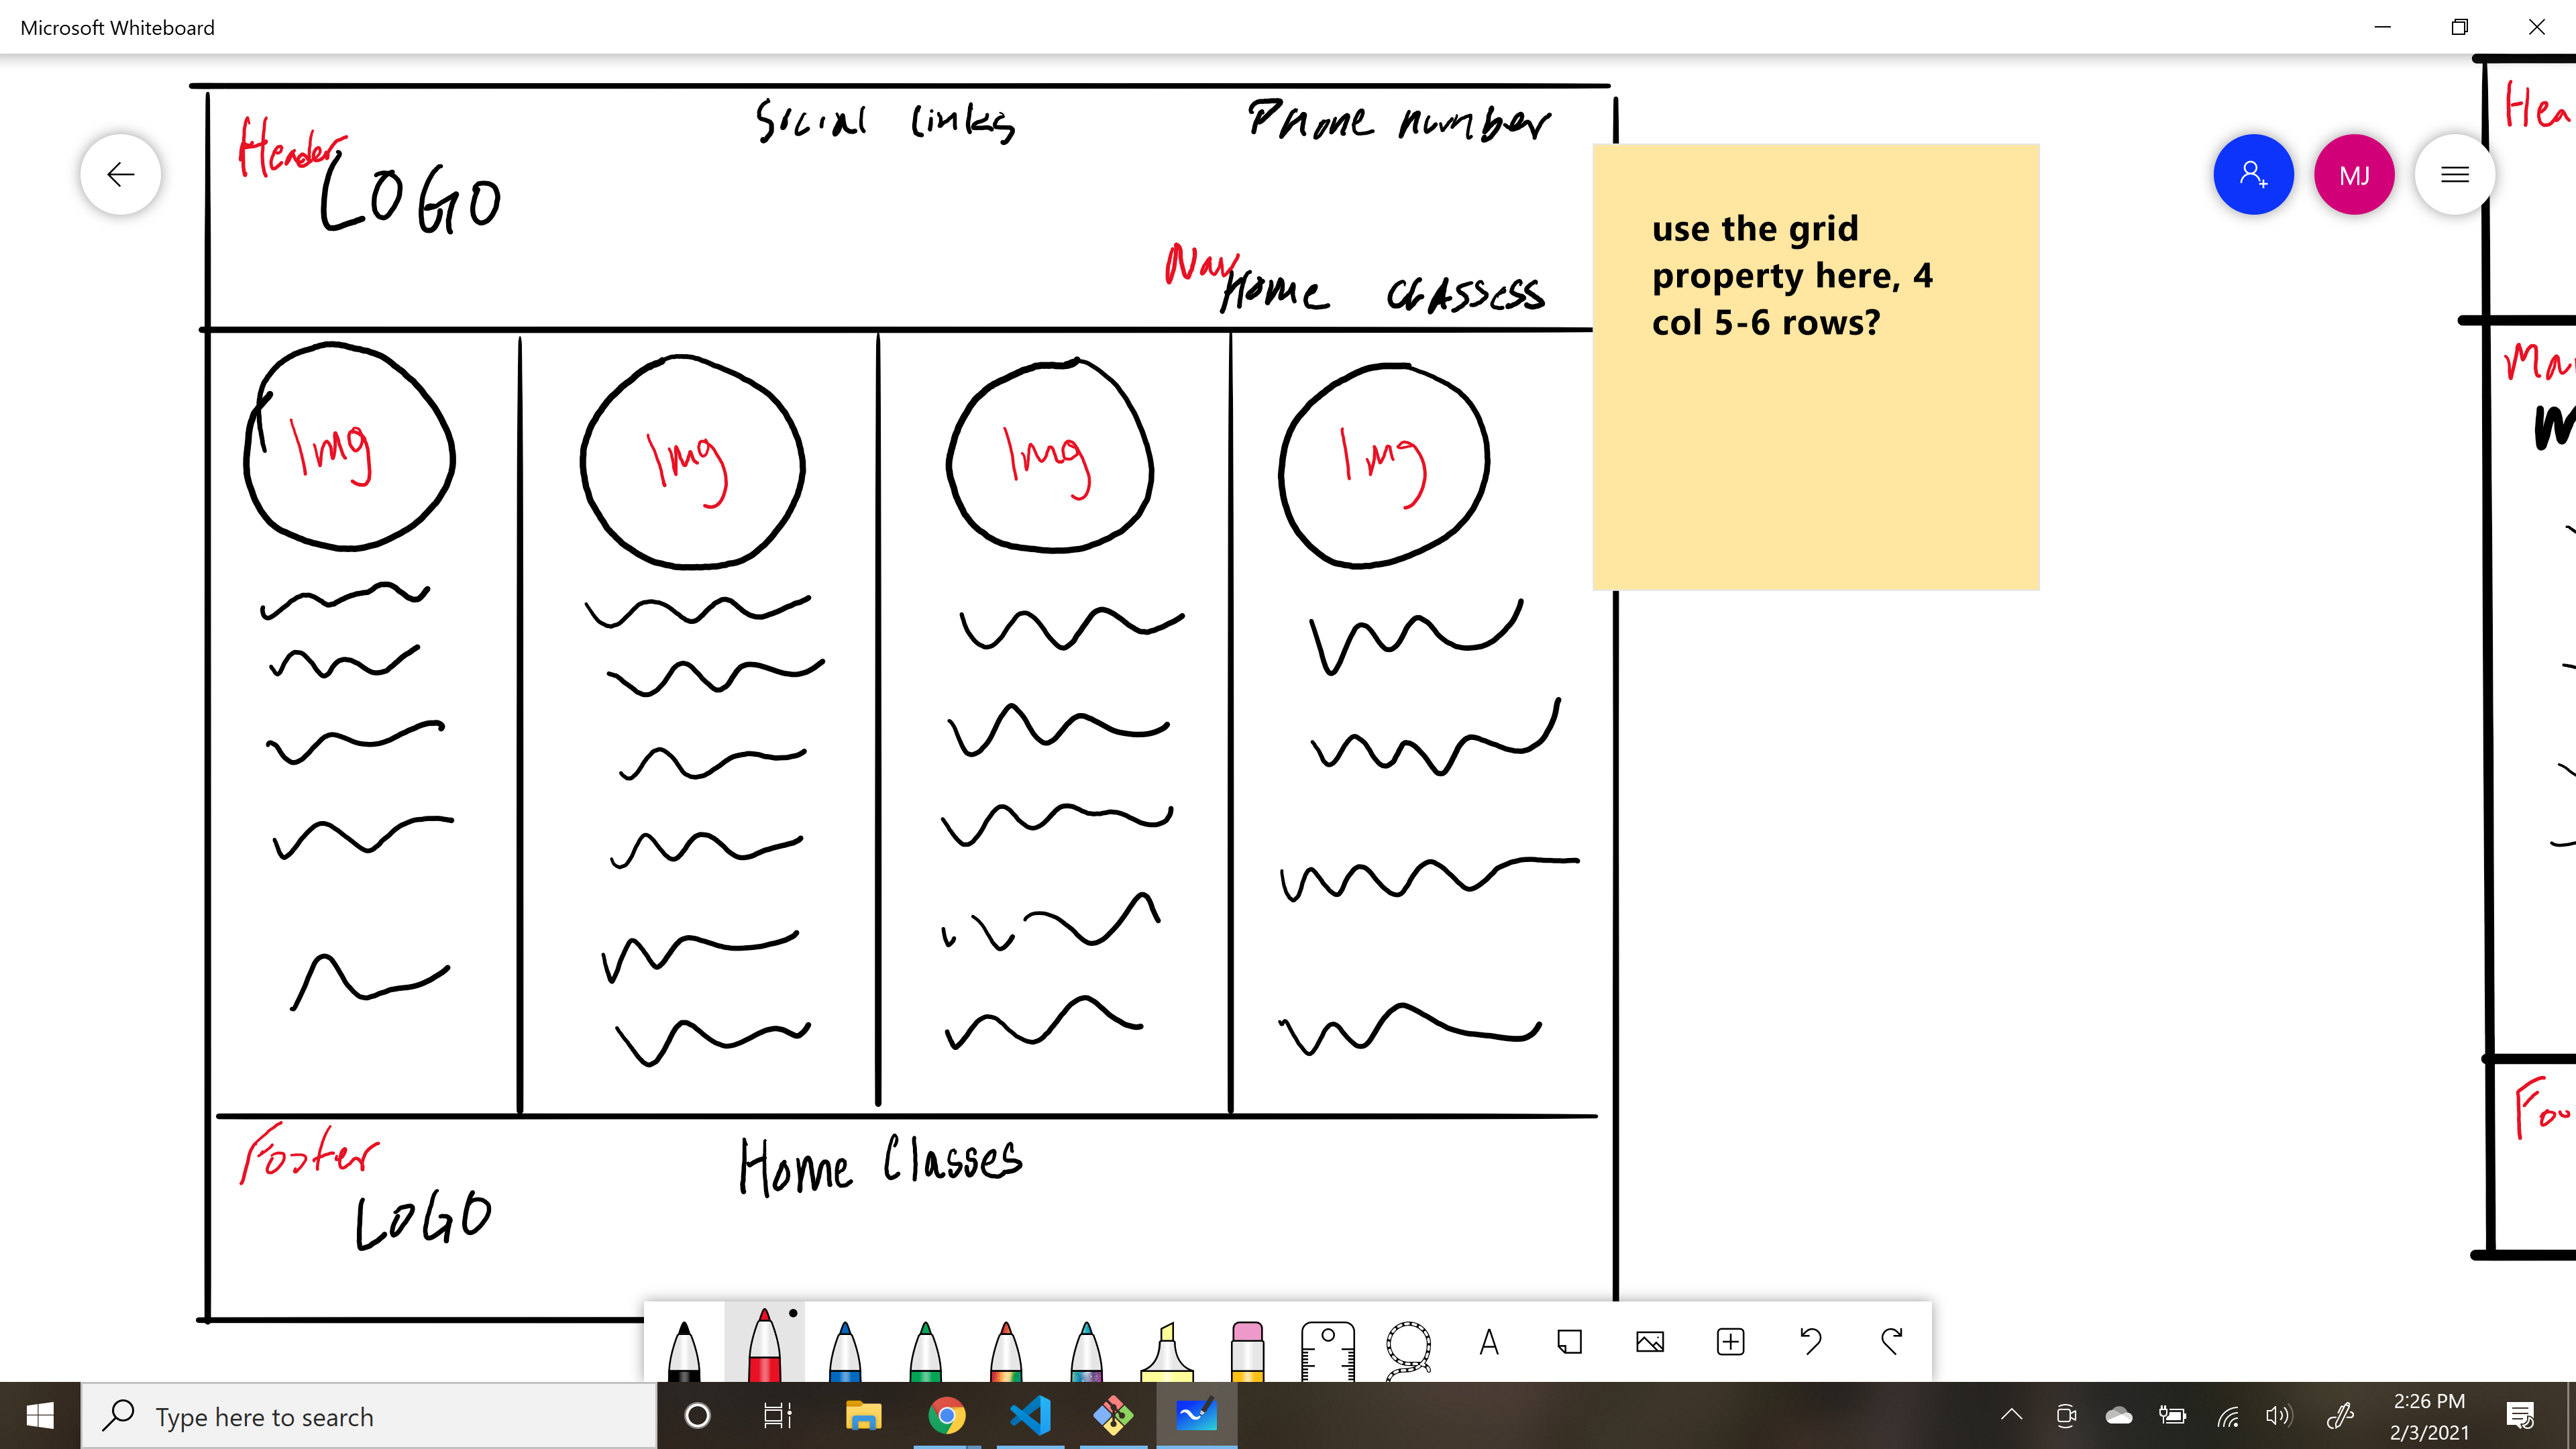 Microsoft Whiteboard
Header
Social links
Phone number
LOGO
Nav
Home
Classess
use the grid
property here, 4
col 5-6 rows?
MJ
Hea
Img
Img
Img
Img
Ma
Footer
LOGO
Home Classes
Foo
Type here to search
2:26 PM
2/3/2021